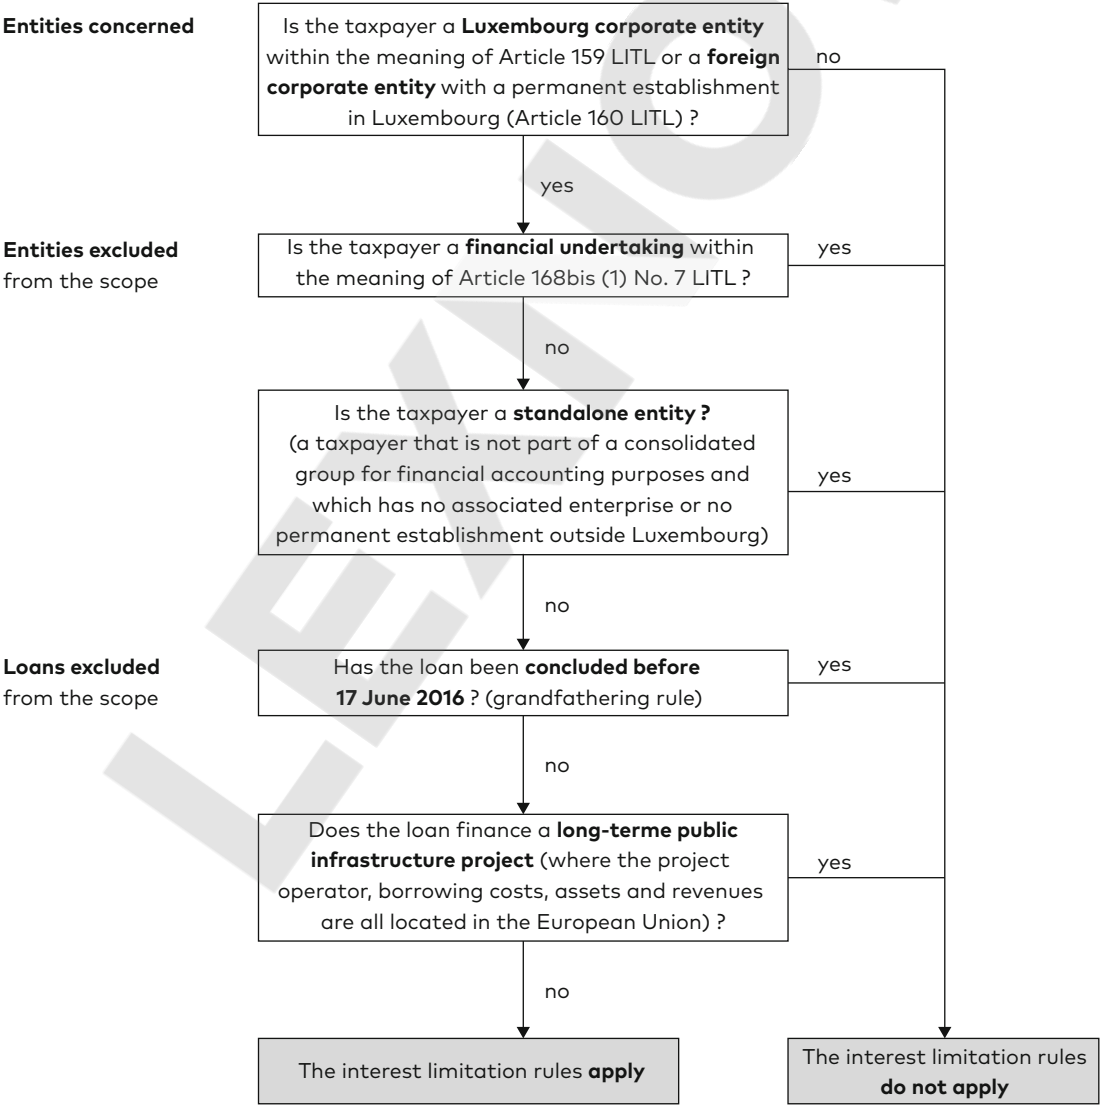 Entities concerned
Is the taxpayer a Luxembourg corporate entity
within the meaning of Article 159 LITL or a foreign
corporate entity with a permanent establishment
in Luxembourg (Article 160 LITL) ?
no
yes
Entities excluded
from the scope
Is the taxpayer a financial undertaking within
the meaning of Article 168bis (1) No. 7 LITL ?
yes
no
Is the taxpayer a standalone entity ?
(a taxpayer that is not part of a consolidated
group for financial accounting purposes and
which has no associated enterprise or no
permanent establishment outside Luxembourg)
yes
no
Loans excluded
from the scope
Has the loan been concluded before
17 June 2016 ? (grandfathering rule)
yes
no
Does the loan finance a long-terme public
infrastructure project (where the project
operator, borrowing costs, assets and revenues
are all located in the European Union) ?
yes
no
The interest limitation rules apply
The interest limitation rules
do not apply
LEXNO